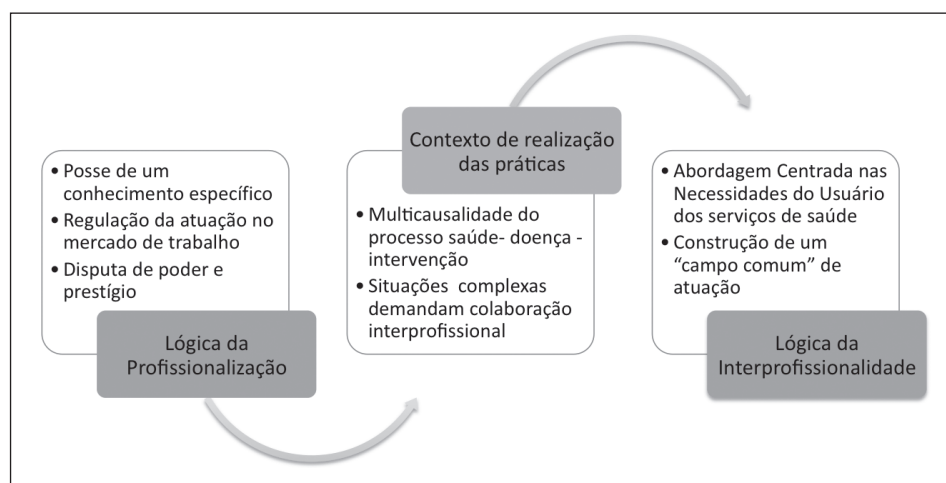 • Posse de um
conhecimento específico
• Regulação da atuação no
mercado de trabalho
• Disputa de poder e
prestígio
Lógica da
Profissionalização
Contexto de realização
das práticas
• Multicausalidade do
processo saúde- doença -
intervenção
• Situações complexas
demandam colaboração
interprofissional
• Abordagem Centrada nas
Necessidades do Usuário
dos serviços de saúde
• Construção de um
“campo comum” de
atuação
Lógica da
Interprofissionalidade